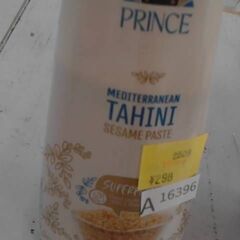 PRINCE
MEDITERRANEAN
TAHINI
SESAME PASTE
¥298
A 16396